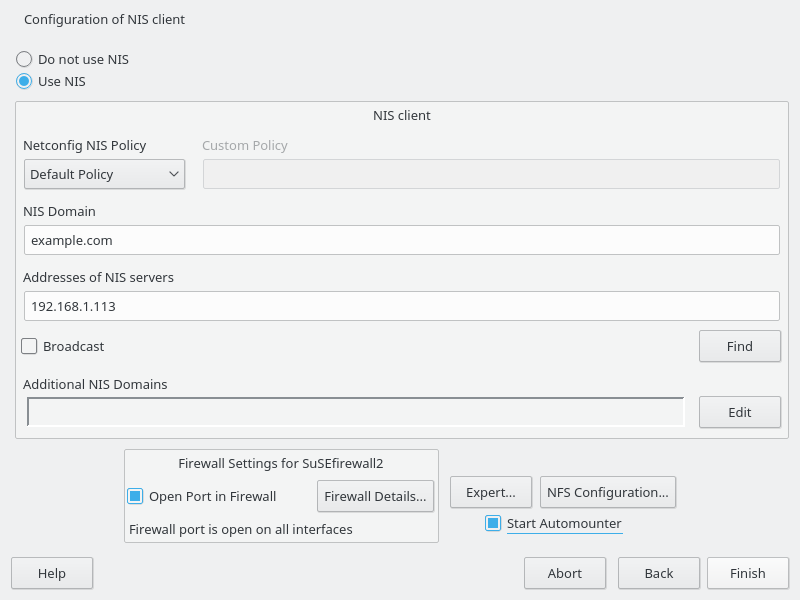 Configuration of NIS client
Do not use NIS
Use NIS
NIS client
Netconfig NIS Policy Custom Policy
Default Policy
NIS Domain
example.com
Addresses of NIS servers
192.168.1.113
Broadcast Find
Additional NIS Domains
Edit
Firewall Settings for SuSEfirewall2
Open Port in Firewall Firewall Details... Expert... NFS Configuration...
Firewall port is open on all interfaces Start Automounter
Help Abort Back Finish